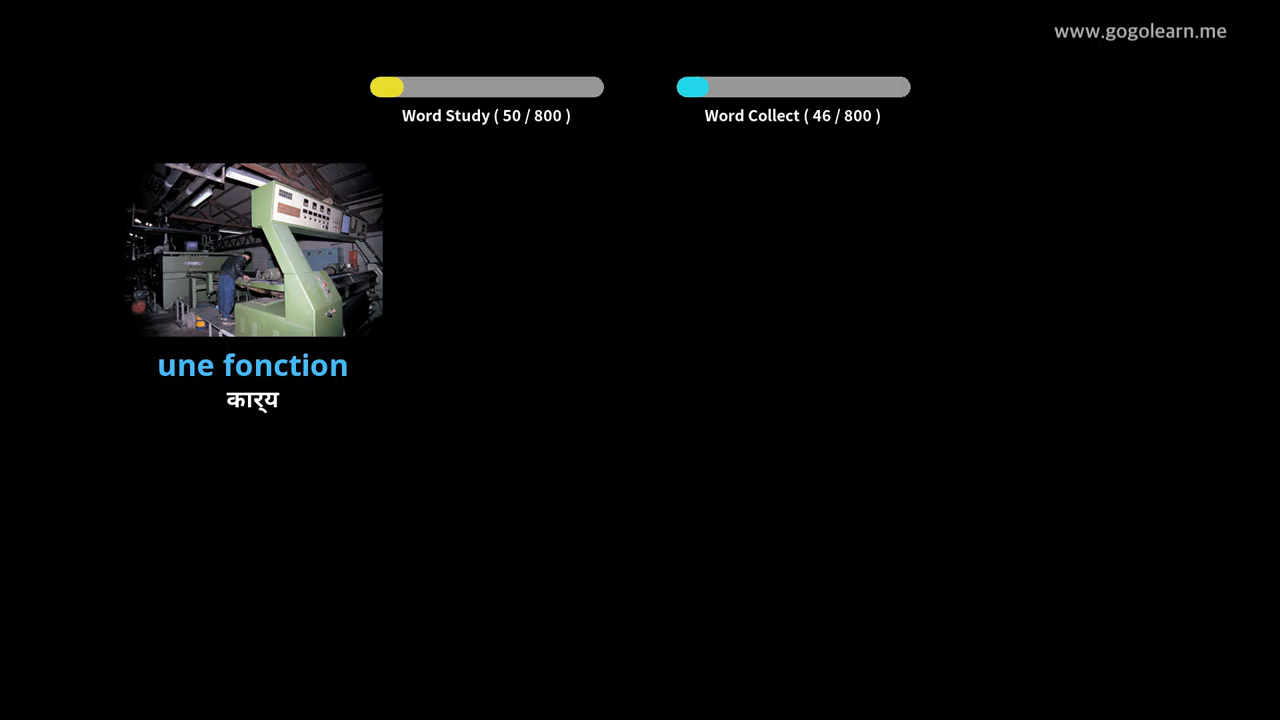 www.gogolearn.me
Word Study ( 50 / 800 )
Word Collect ( 46 / 800 )
une fonction
कार्य